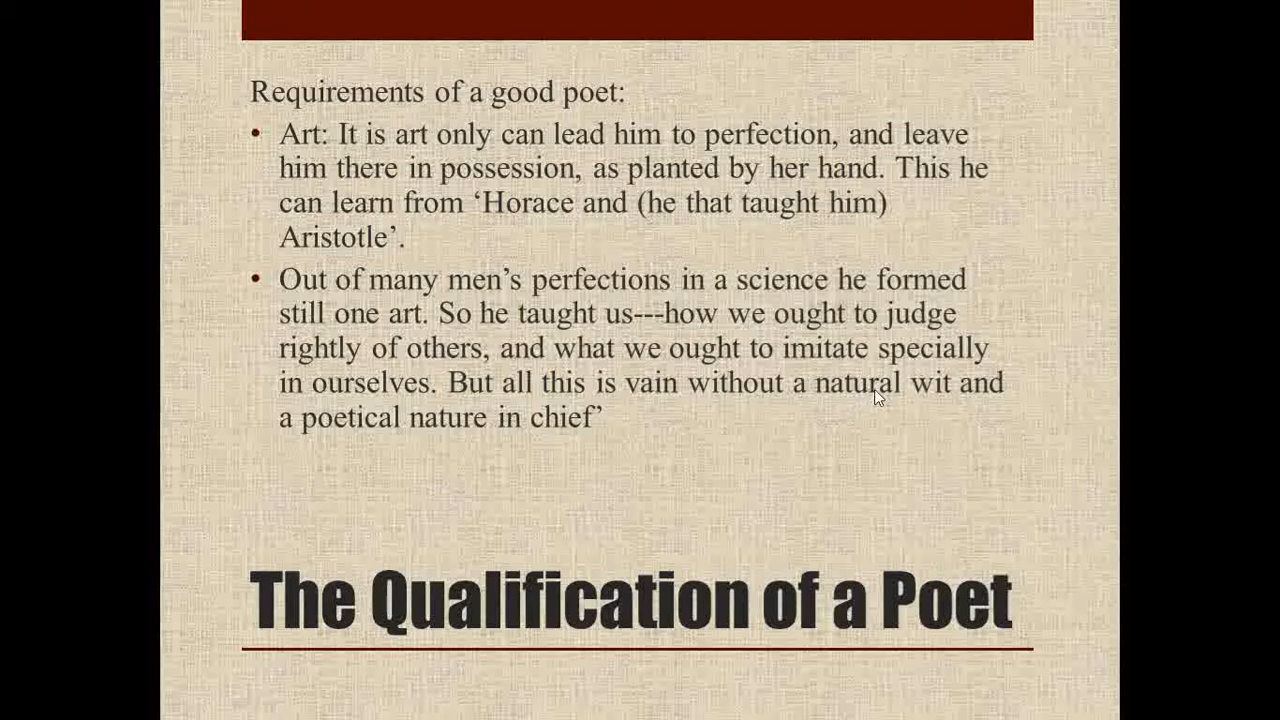 Requirements of a good poet:
• Art: It is art only can lead him to perfection, and leave
him there in possession, as planted by her hand. This he
can learn from ‘Horace and (he that taught him)
Aristotle’.
• Out of many men’s perfections in a science he formed
still one art. So he taught us---how we ought to judge
rightly of others, and what we ought to imitate specially
in ourselves. But all this is vain without a natural wit and
a poetical nature in chief’
The Qualification of a Poet